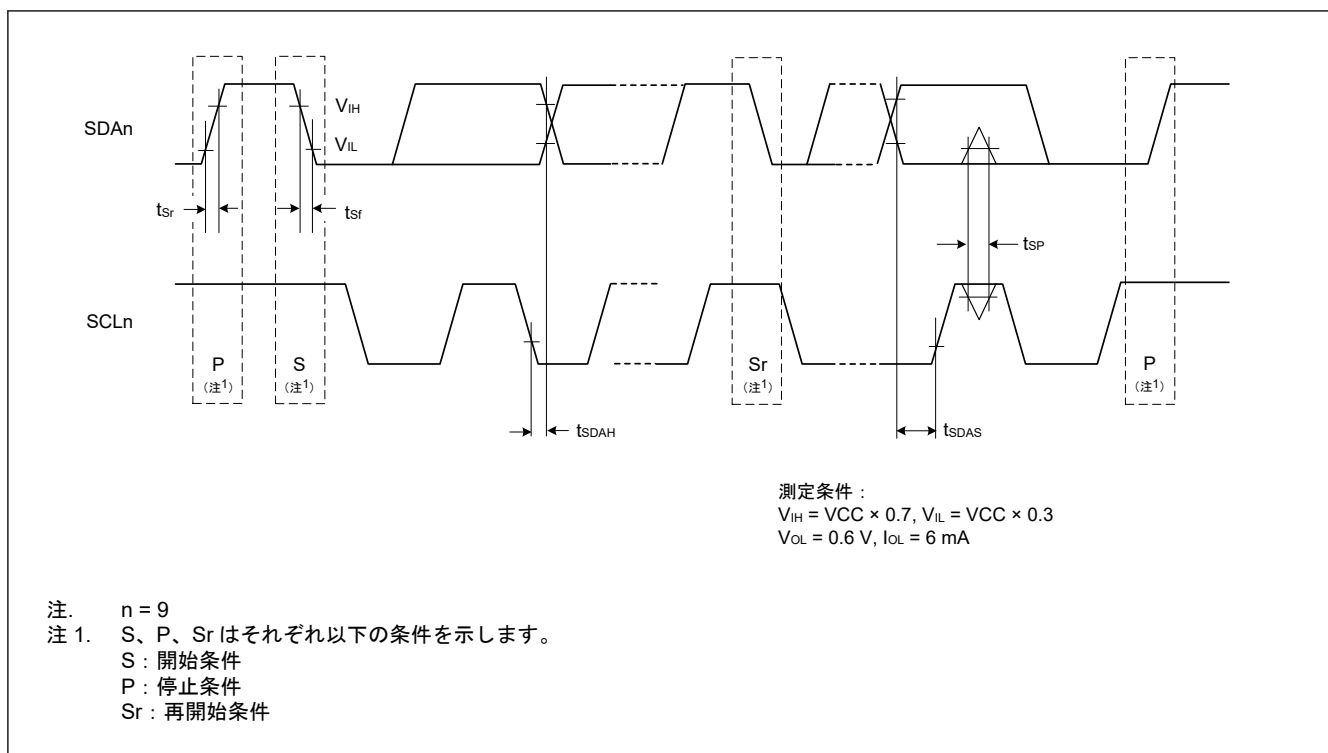 SDAn
VIH
VIL
tSr
tSf
tSP
SCLn
P
(注1)
S
(注1)
Sr
(注1)
P
(注1)
tSDAH
tSDAS
測定条件:
VIH = VCC × 0.7, VIL = VCC × 0.3
VOL = 0.6 V, IOL = 6 mA
注. n = 9
注 1. S、P、Sr はそれぞれ以下の条件を示します。
S:開始条件
P:停止条件
Sr:再開始条件